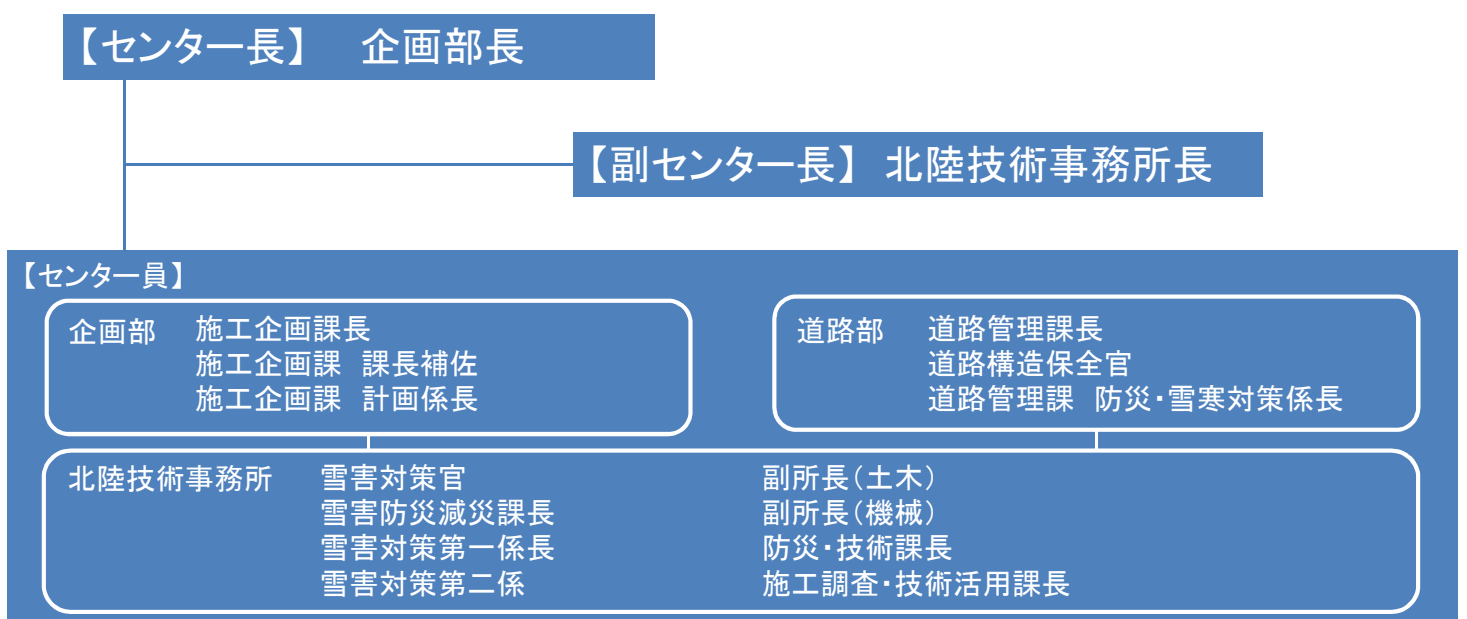 【センター長】　企画部長
【副センター長】 北陸技術事務所長
【センター員】
企画部　施工企画課長
施工企画課　課長補佐
施工企画課　計画係長
道路部　道路管理課長
道路構造保全官
道路管理課　防災・雪寒対策係長
北陸技術事務所　雪害対策官
雪害防災減災課長
雪害対策第一係長
雪害対策第二係
副所長（土木）
副所長（機械）
防災・技術課長
施工調査・技術活用課長